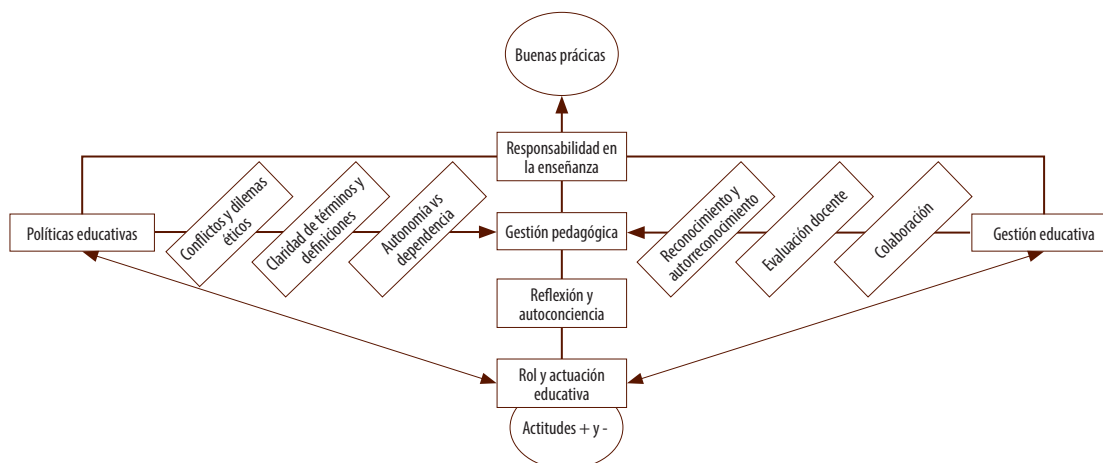 Buenas prácicas
Responsabilidad en
la enseñanza
Políticas educativas
Conflictos y dilemas
éticos
Claridad de términos y
definiciones
Autonomía vs
dependencia
Gestión pedagógica
Reconocimiento y
autorreconocimiento
Evaluación docente
Colaboración
Gestión educativa
Reflexión y
autoconciencia
Rol y actuación
educativa
Actitudes + y -